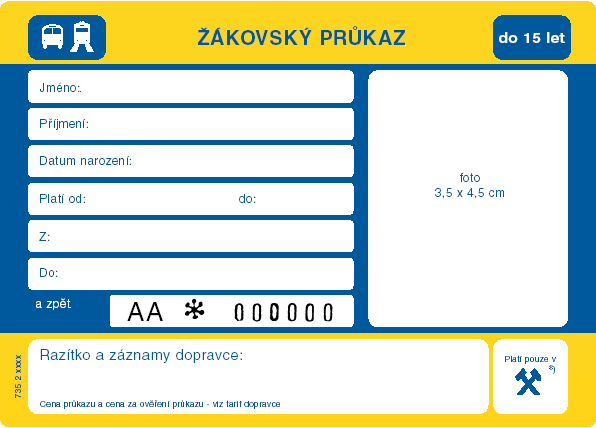 ŽÁKOVSKÝ PRŮKAZ
do 15 let
Jméno:.
Příjmení:
Datum narození:
Platí od: do:
Z:
Do:
a zpět
AA * 000000
foto
3,5 x 4,5 cm
735 2 xxxx
Razítko a záznamy dopravce:
Cena průkazu a cena za ověření průkazu - viz tarif dopravce
Platí pouze v
*)